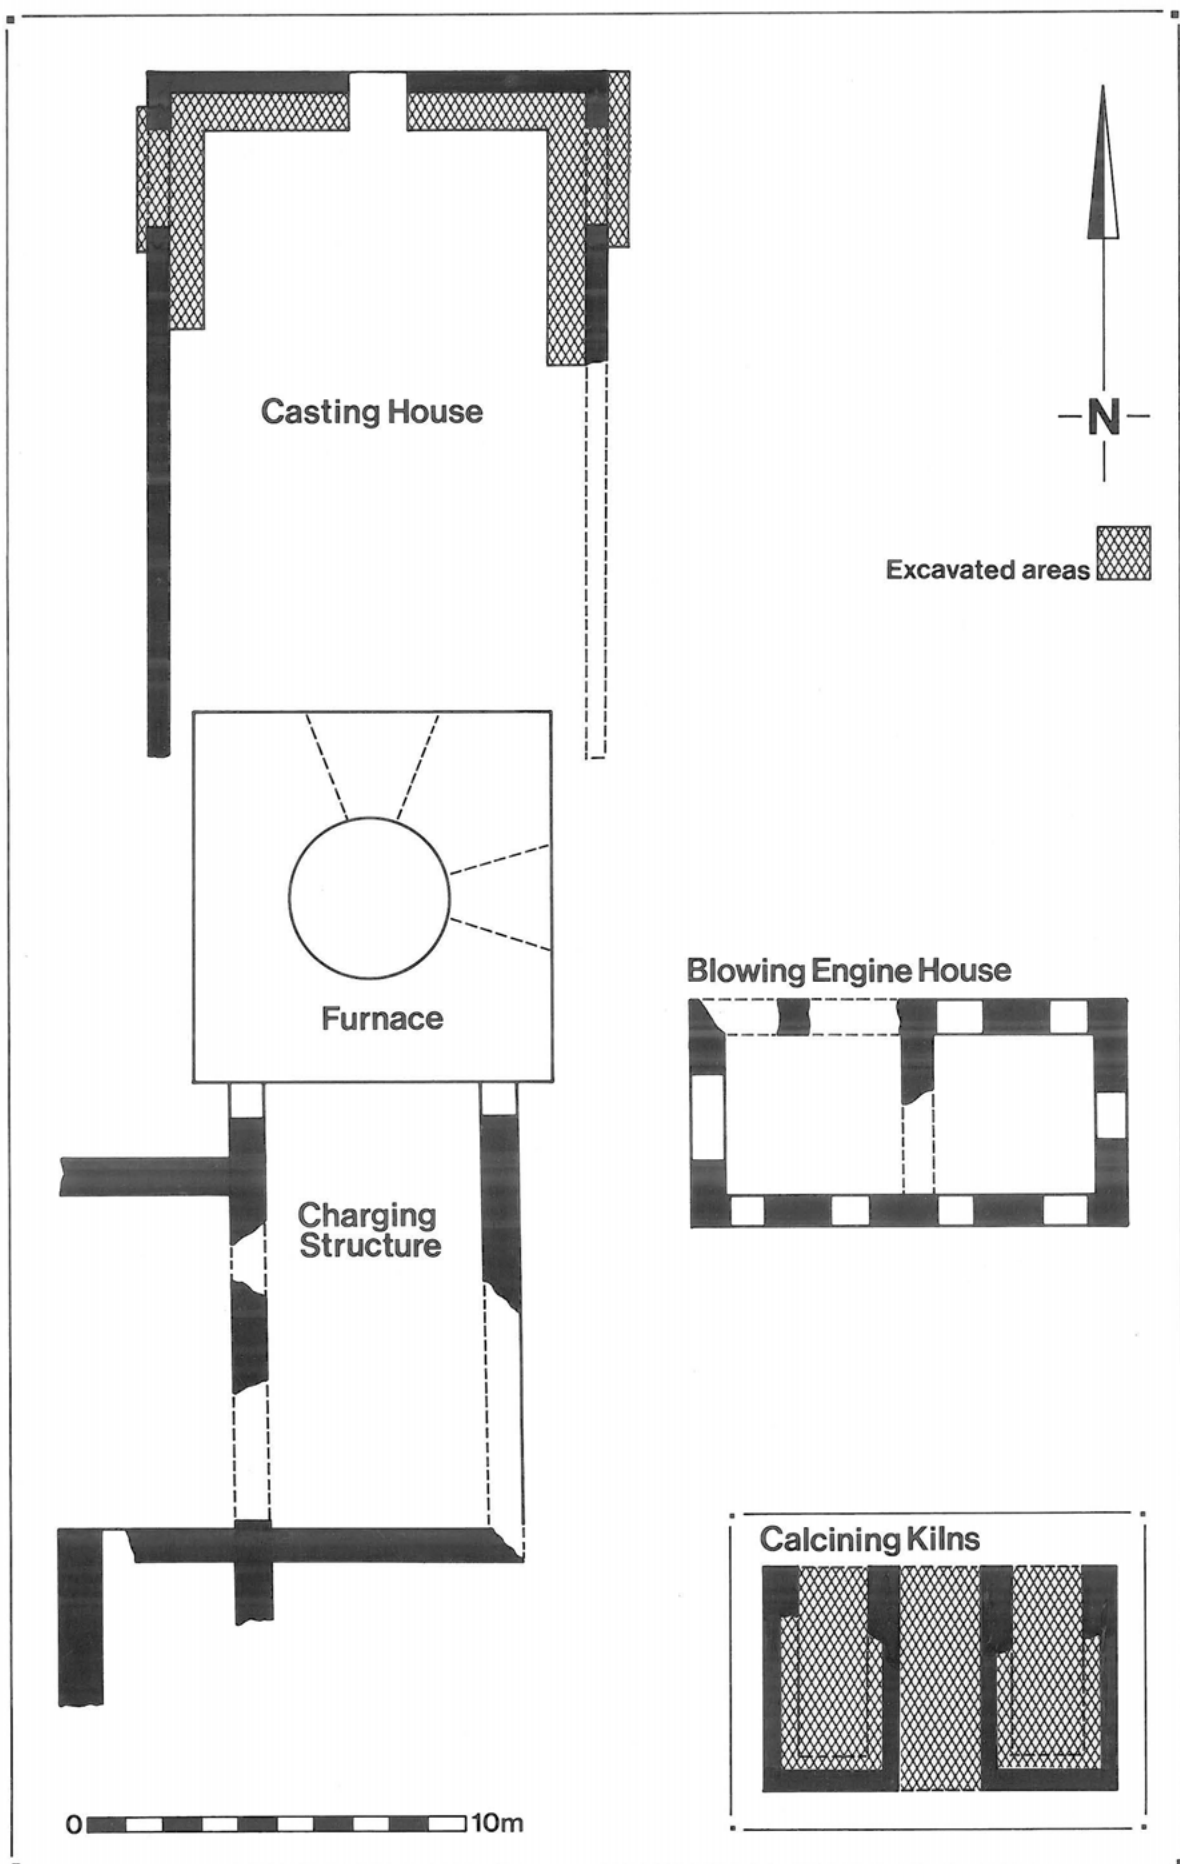 Casting House
N
Excavated areas
Furnace
Blowing Engine House
Charging
Structure
Calcining Kilns
0 10m